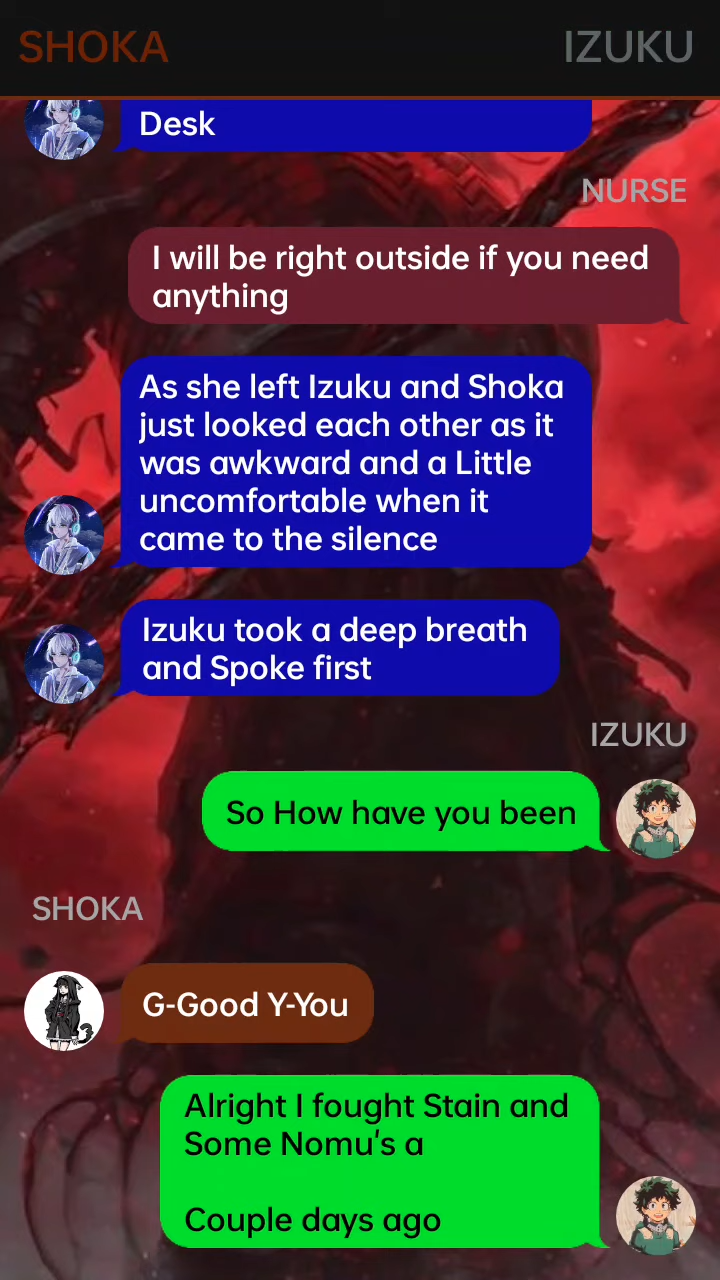 SHOKA
IZUKU
Desk
NURSE
I will be right outside if you need
anything
As she left Izuku and Shoka
just looked each other as it
was awkward and a Little
uncomfortable when it
came to the silence
Izuku took a deep breath
and Spoke first
IZUKU
So How have you been
SHOKA
G-Good Y-You
Alright I fought Stain and
Some Nomu's a
Couple days ago